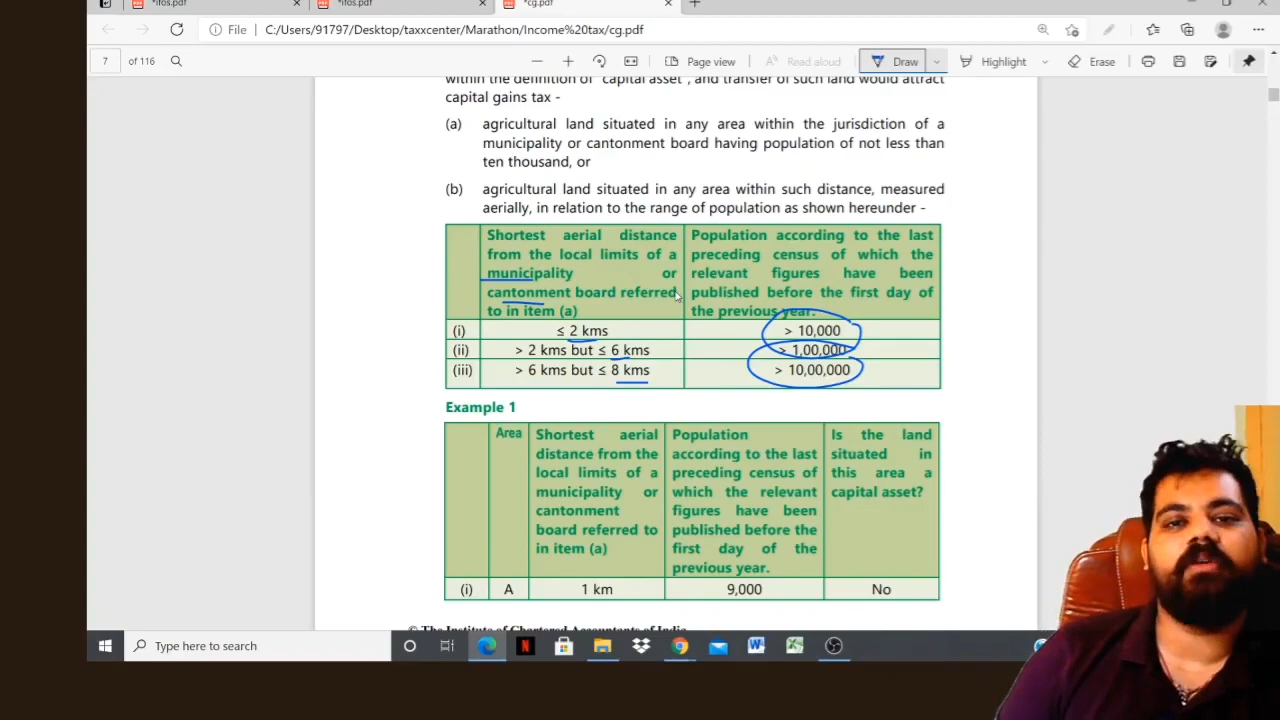 *ifos.pdf
*ifos.pdf
*cg.pdf
File
C:/Users/91797/Desktop/taxxcenter/Marathon/Income%20tax/cg.pdf
7 of 116
Page view
Read aloud
Draw
Highlight
Erase
within the definition of "capital asset", and transfer of such land would attract
capital gains tax -
(a) agricultural land situated in any area within the jurisdiction of a
municipality or cantonment board having population of not less than
ten thousand, or
(b) agricultural land situated in any area within such distance, measured
aerially, in relation to the range of population as shown hereunder -
Shortest aerial distance
from the local limits of a
municipality or
cantonment board referred
to in item (a)
Population according to the last
preceding census of which the
relevant figures have been
published before the first day of
the previous year.
(i) ≤ 2 kms > 10,000
(ii) > 2 kms but ≤ 6 kms > 1,00,000
(iii) > 6 kms but ≤ 8 kms > 10,00,000
Example 1
Area
Shortest aerial
distance from the
local limits of a
municipality or
cantonment
board referred to
in item (a)
Population
according to the last
preceding census of
which the relevant
figures have been
published before the
first day of the
previous year.
Is the land
situated in
this area a
capital asset?
(i) A 1 km 9,000 No
© The Institute of Chartered Accountants of India
Type here to search